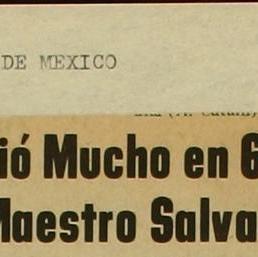 DE MEXICO
ió Mucho en 6
Maestro Salva